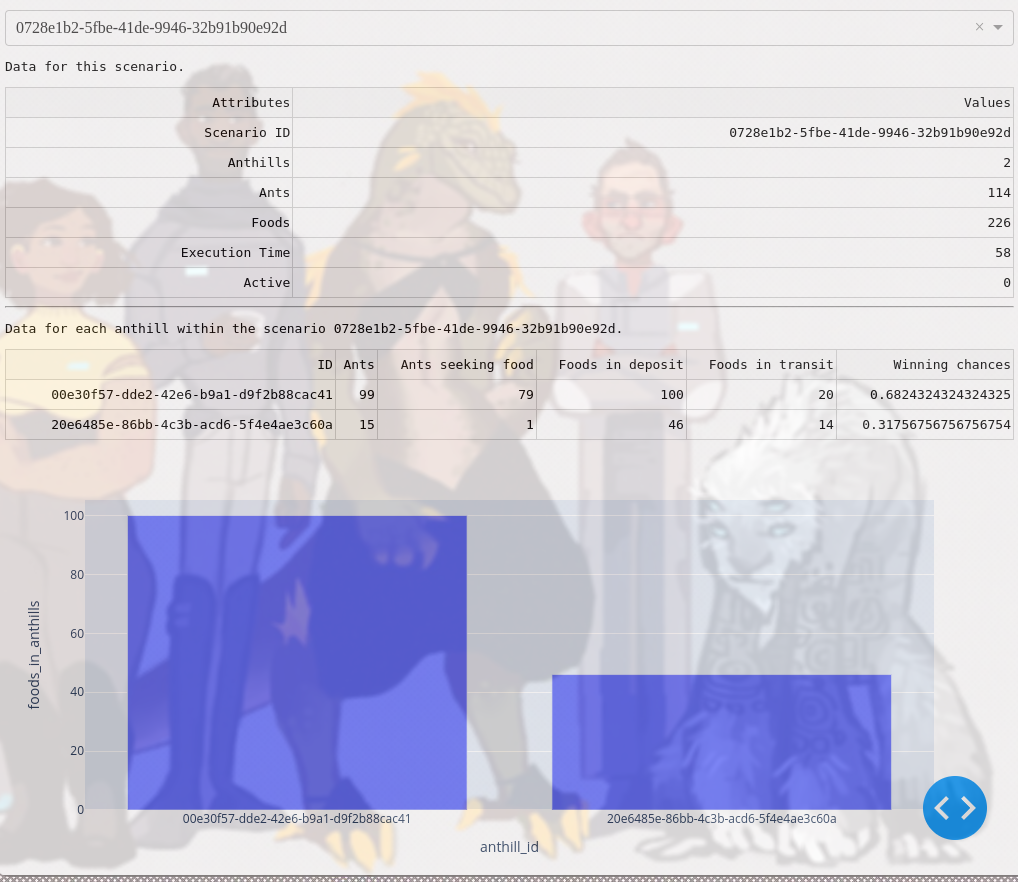 0728e1b2-5fbe-41de-9946-32b91b90e92d ×
Data for this scenario.
Attributes Values
Scenario ID 0728e1b2-5fbe-41de-9946-32b91b90e92d
Anthills 2
Ants 114
Foods 226
Execution Time 58
Active 0
Data for each anthill within the scenario 0728e1b2-5fbe-41de-9946-32b91b90e92d.
ID Ants Ants seeking food Foods in deposit Foods in transit Winning chances
00e30f57-dde2-42e6-b9a1-d9f2b88cac41 99 79 100 20 0.6824324324324325
20e6485e-86bb-4c3b-acd6-5f4e4ae3c60a 15 1 46 14 0.31756756756756754
foods_in_anthills
100
80
60
40
20
0
00e30f57-dde2-42e6-b9a1-d9f2b88cac41 20e6485e-86bb-4c3b-acd6-5f4e4ae3c60a
anthill_id